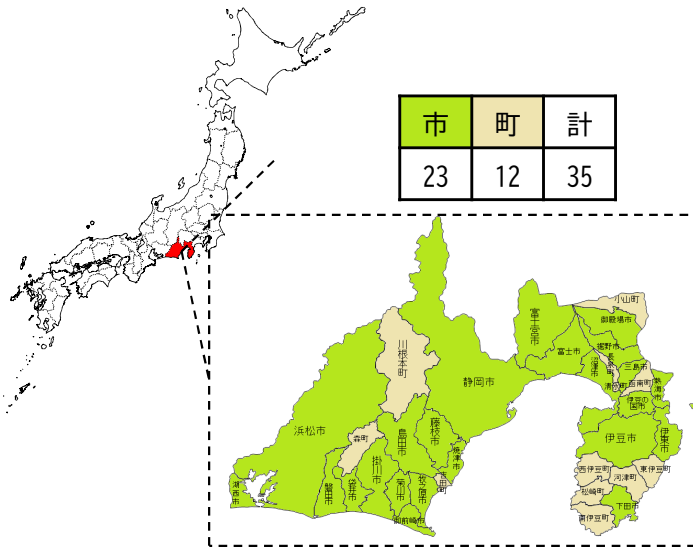 市 町 計
23 12 35
小山町
御殿場市
富士宮市
裾野市
富士市
沼津市
長泉町
三島市
清水町
函南町
熱海市
伊豆の
国市
川根本町
静岡市
浜松市
森町
島田市
藤枝市
焼津市
掛川市
吉田町
伊豆市
伊東市
湖西市
磐田市
袋井市
菊川市
牧之原市
御前崎市
西伊豆町
東伊豆町
河津町
松崎町
下田市
南伊豆町